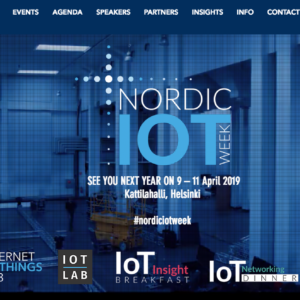 EVENTS AGENDA SPEAKERS PARTNERS INSIGHTS INFO CONTACT
NORDIC
IOT
WEEK
SEE YOU NEXT YEAR ON 9 – 11 April 2019
Kattilahalli, Helsinki
#nordiciotweek
ERNET
THINGS
8
IOT
LAB
IoT Insight
BREAKFAST
IoT Networking
DINNER